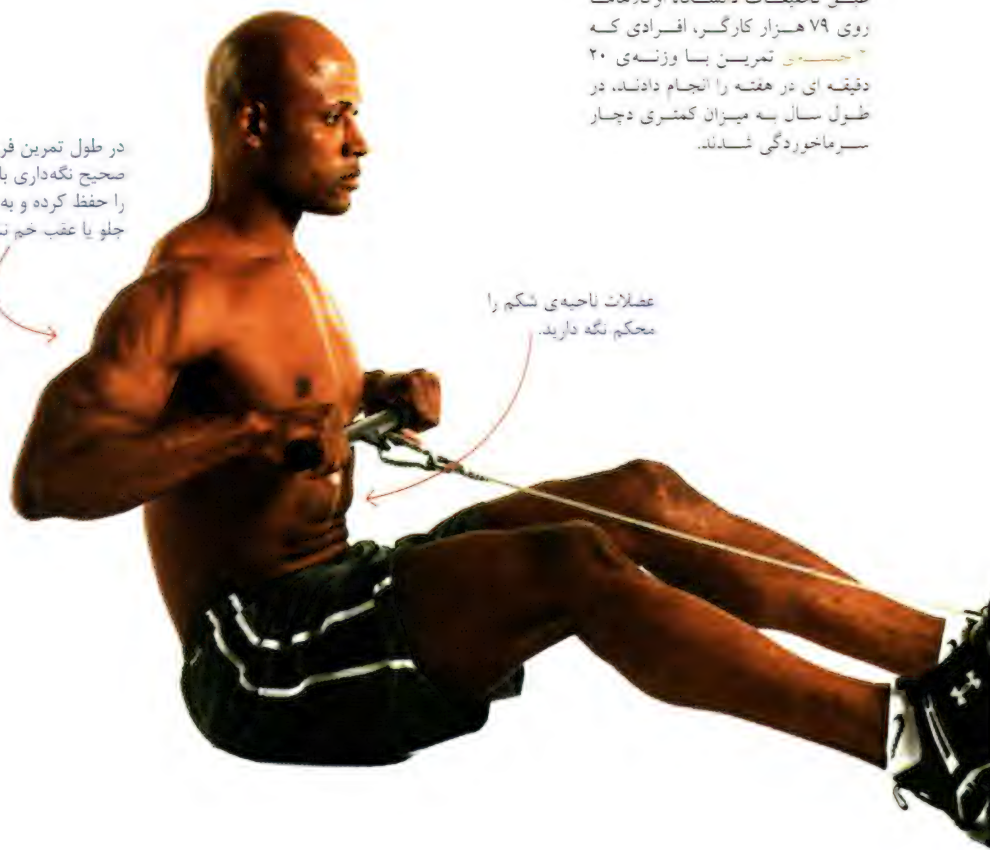 روی ۷۹ هزار کارگر، افرادی که
تمرین با وزنه‌ی ۲۰
دقیقه ای در هفته را انجام دادند، در
طول سال به میزان کمتری دچار
سرماخوردگی شدند.
در طول تمرین
صحیح نگه‌داری
را حفظ کرده و به
جلو یا عقب خم
عضلات ناحیه‌ی شکم را
محکم نگه دارید.